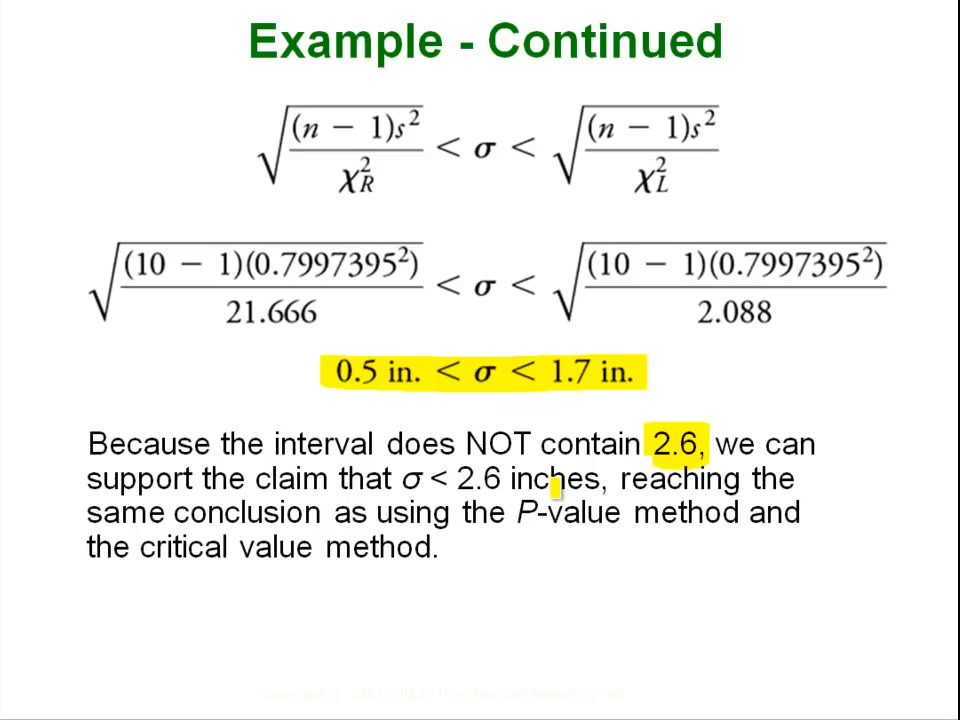 Example - Continued
√((n − 1)s²/χ²R) < σ < √((n − 1)s²/χ²L)
√((10 − 1)(0.7997395²)/21.666) < σ < √((10 − 1)(0.7997395²)/2.088)
0.5 in. < σ < 1.7 in.
Because the interval does NOT contain 2.6, we can
support the claim that σ < 2.6 inches, reaching the
same conclusion as using the P-value method and
the critical value method.